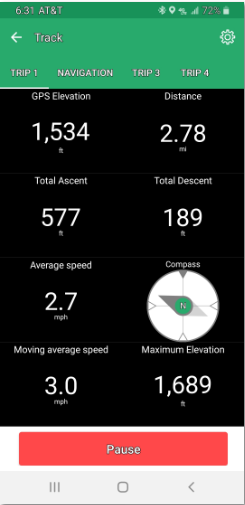 6:31 AT&T 72%
Track
TRIP 1 NAVIGATION TRIP 3 TRIP 4
GPS Elevation Distance
1,534 2.78
ft mi
Total Ascent Total Descent
577 189
ft ft
Average speed Compass
2.7
mph
N
Moving average speed Maximum Elevation
3.0 1,689
mph ft
Pause